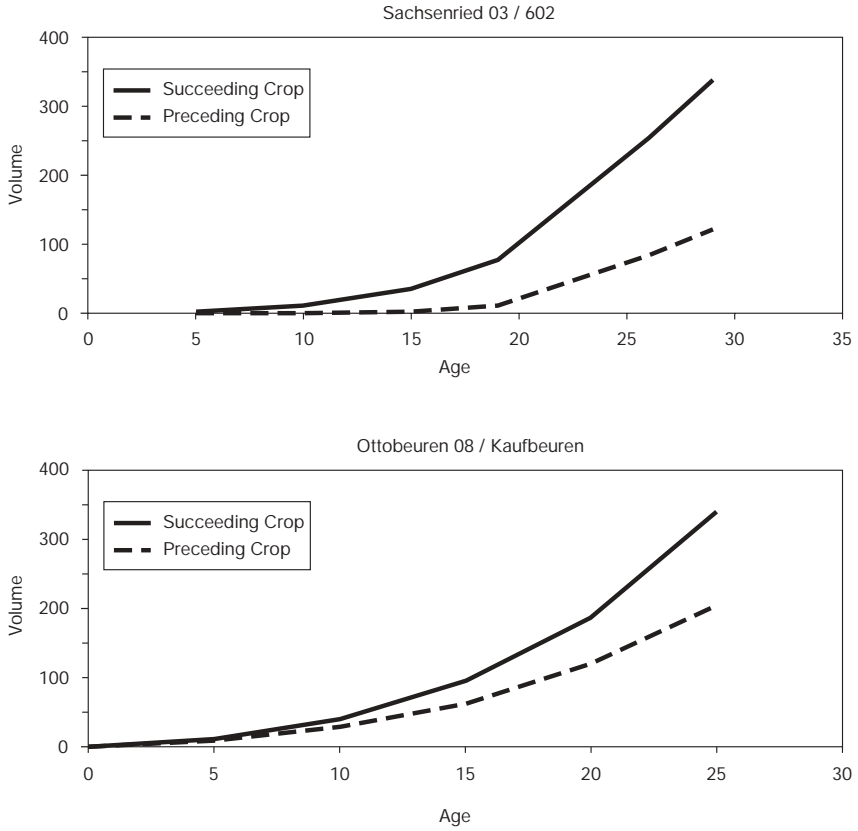 Sachsenried 03 / 602
400
300
200
100
0
Volume
Succeeding Crop
Preceding Crop
0 5 10 15 20 25 30 35
Age
Ottobeuren 08 / Kaufbeuren
400
300
200
100
0
Volume
Succeeding Crop
Preceding Crop
0 5 10 15 20 25 30
Age